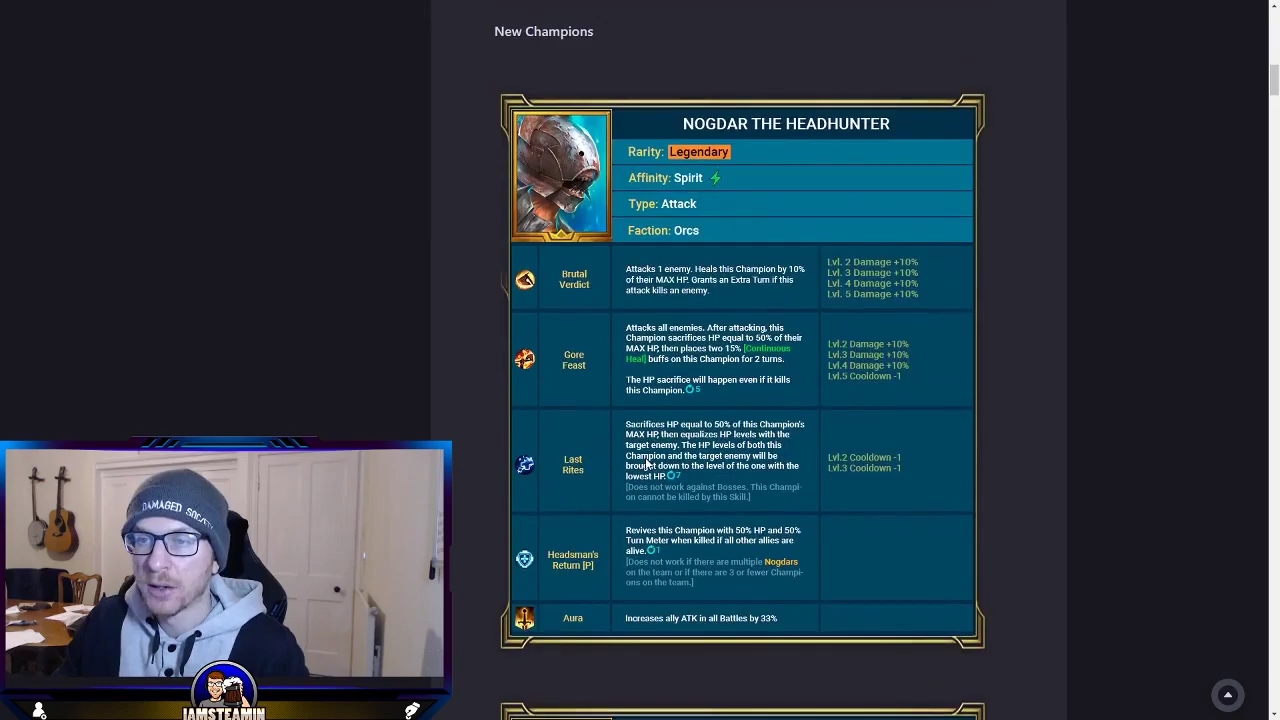 New Champions
NOGDAR THE HEADHUNTER
Rarity: Legendary
Affinity: Spirit
Type: Attack
Faction: Orcs
Brutal
Verdict
Attacks 1 enemy. Heals this Champion by 10%
of their MAX HP. Grants an Extra Turn if this
attack kills an enemy.
Lvl. 2 Damage +10%
Lvl. 3 Damage +10%
Lvl. 4 Damage +10%
Lvl. 5 Damage +10%
Gore
Feast
Attacks all enemies. After attacking, this
Champion sacrifices HP equal to 50% of their
MAX HP, then places two 15% [Continuous
Heal] buffs on this Champion for 2 turns.
The HP sacrifice will happen even if it kills
this Champion. 5
Lvl.2 Damage +10%
Lvl.3 Damage +10%
Lvl.4 Damage +10%
Lvl.5 Cooldown -1
Last
Rites
Sacrifices HP equal to 50% of this Champion's
MAX HP, then equalizes HP levels with the
target enemy. The HP levels of both this
Champion and the target enemy will be
brought down to the level of the one with the
lowest HP. 7
[Does not work against Bosses. This Champi-
on cannot be killed by this Skill.]
Lvl.2 Cooldown -1
Lvl.3 Cooldown -1
Headsman's
Return [P]
Revives this Champion with 50% HP and 50%
Turn Meter when killed if all other allies are
alive. 1
[Does not work if there are multiple Nogdars
on the team or if there are 3 or fewer Champi-
ons on the team.]
Aura
Increases ally ATK in all Battles by 33%
DAMAGED SOCIETY
IAMSTEAMIN